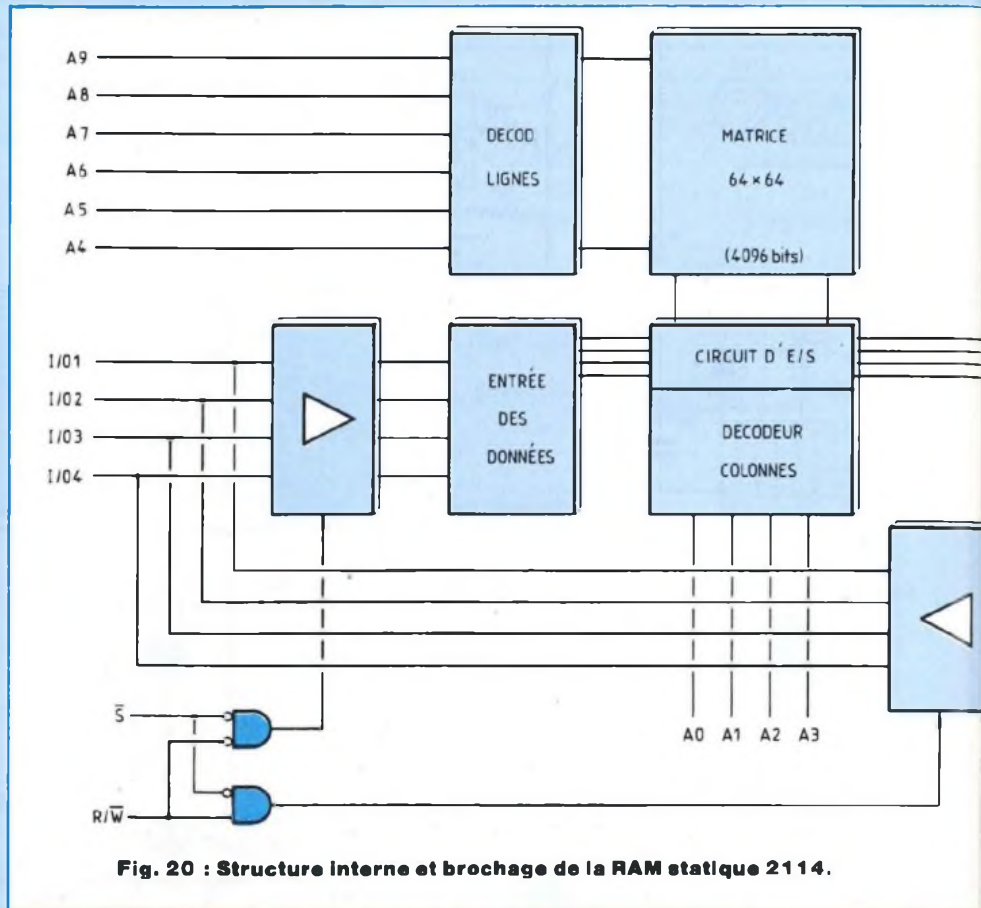 A9
A8
A7
A6
A5
A4
DECOD
LIGNES
MATRICE
64 × 64
(4096 bits)
I/O1
I/O2
I/O3
I/O4
ENTRÉE
DES
DONNÉES
CIRCUIT D'E/S
DECODEUR
COLONNES
A0 A1 A2 A3
S̅
R/W̅
Fig. 20 : Structure interne et brochage de la RAM statique 2114.